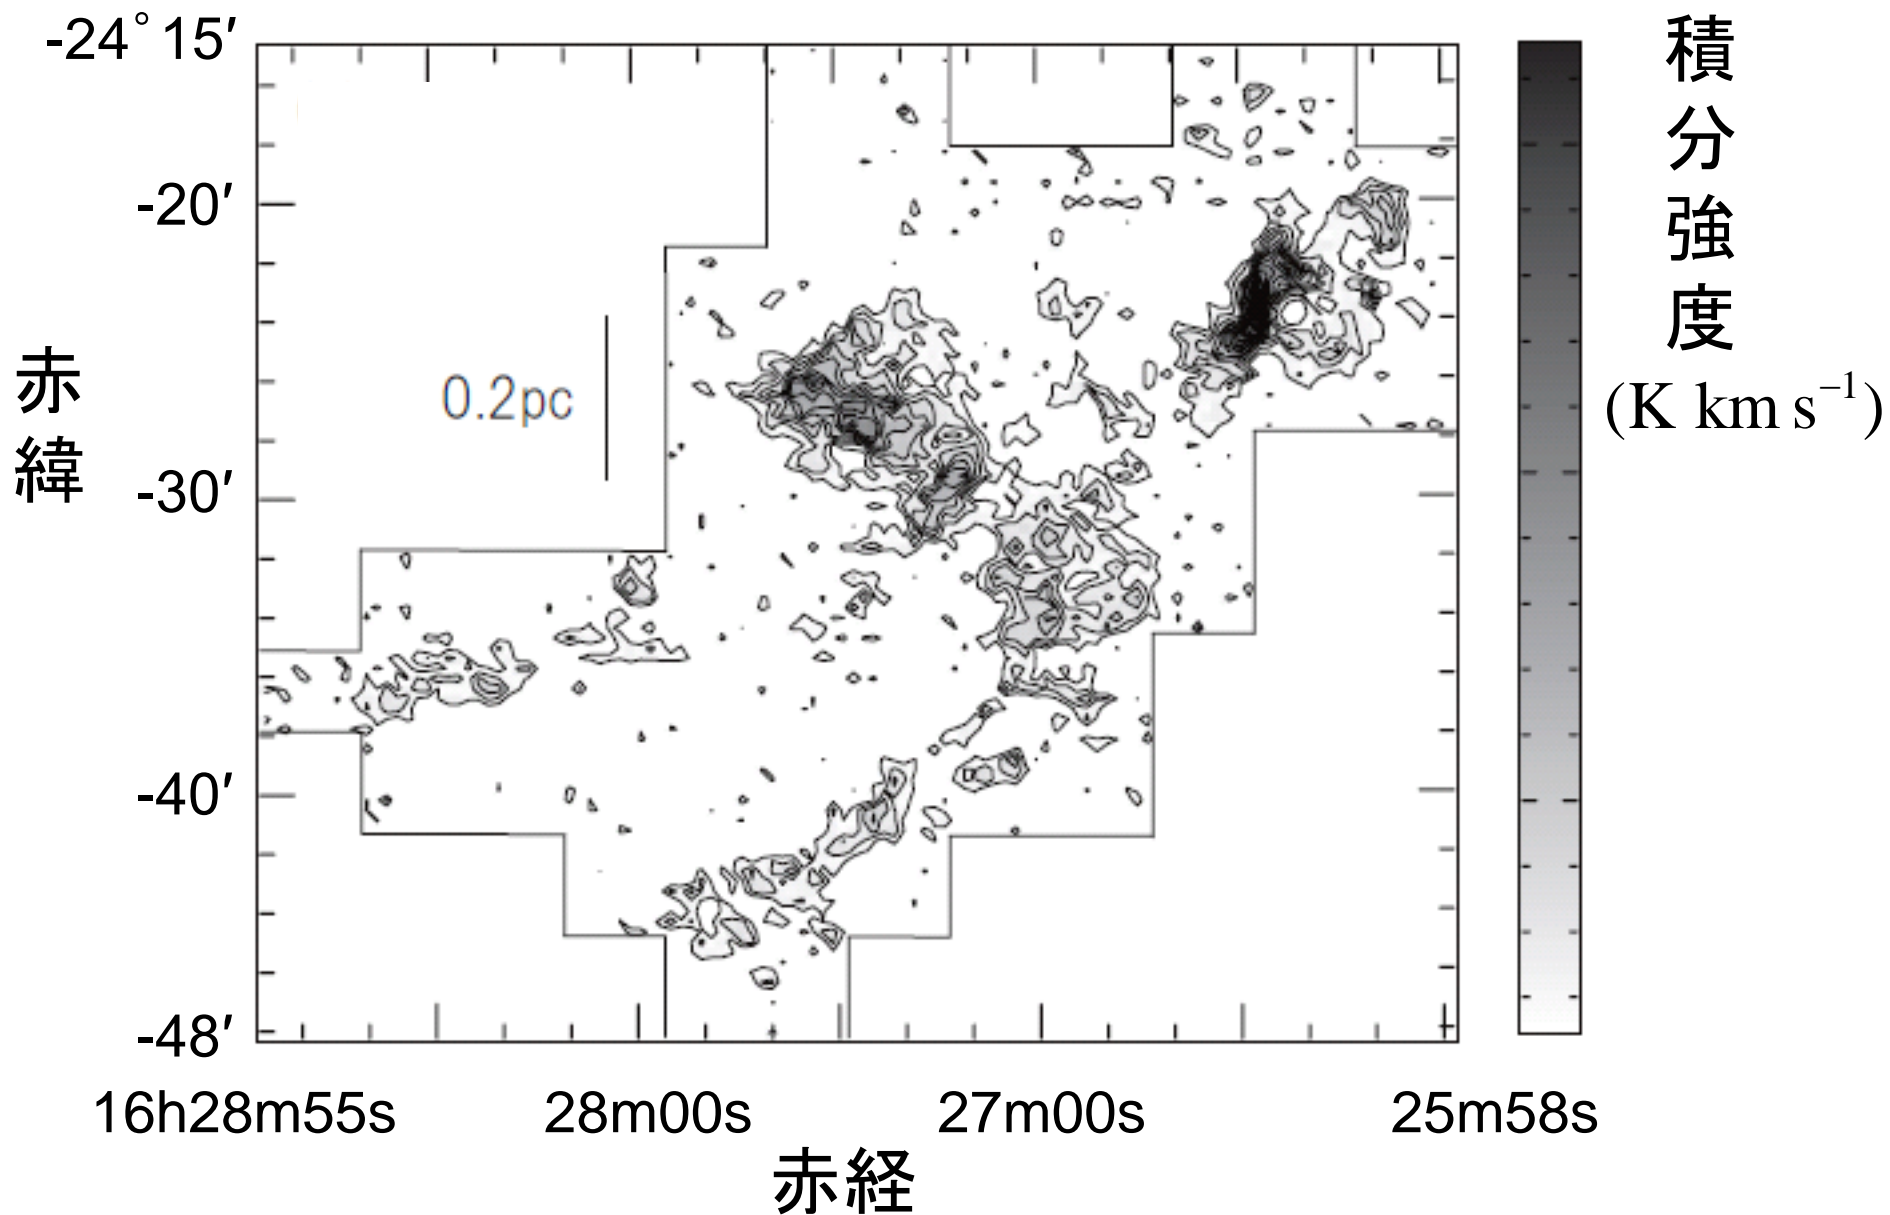 -24°15′
-20′
-30′
-40′
-48′
赤緯
0.2pc
16h28m55s
28m00s
27m00s
25m58s
赤経
積分強度
(K km s⁻¹)